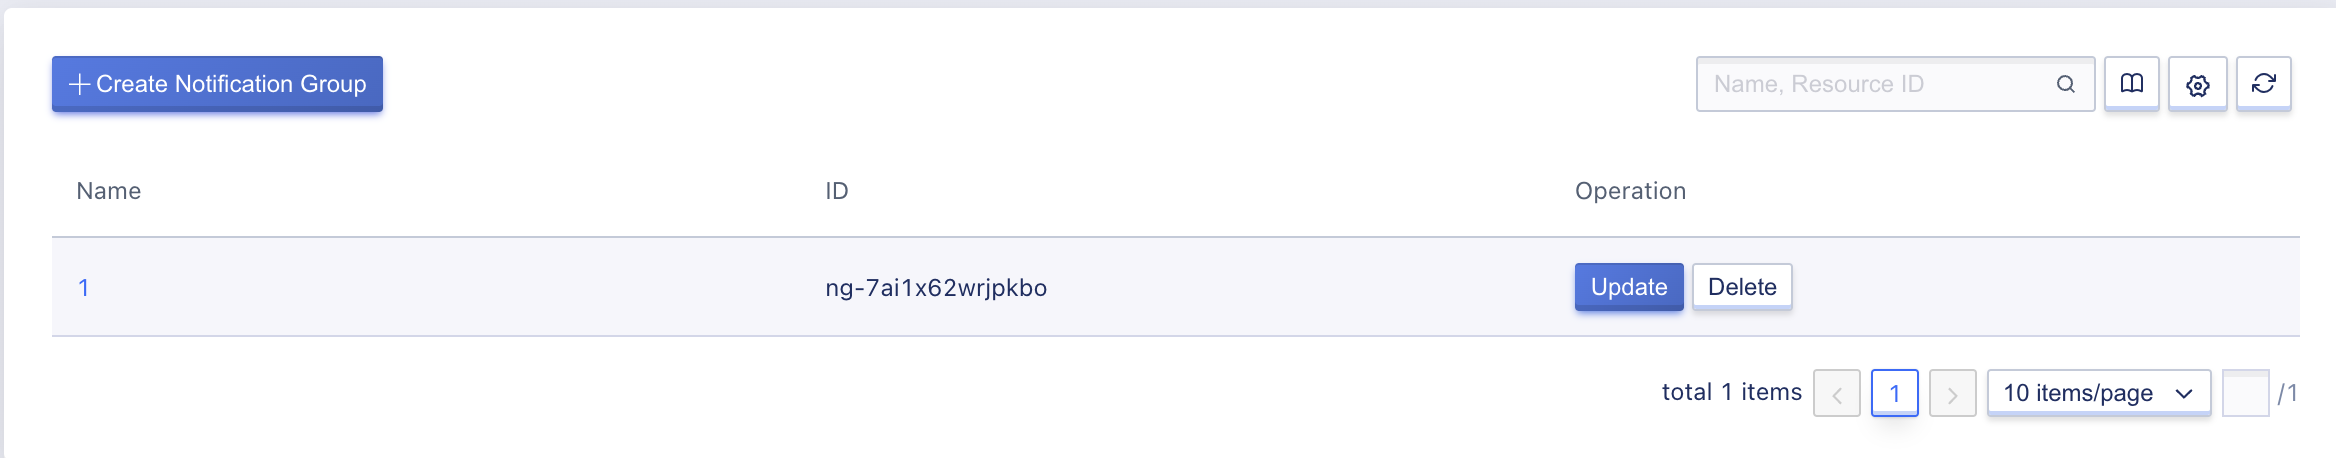 Create Notification Group
Name, Resource ID
Name ID Operation
1 ng-7ai1x62wrjpkbo Update Delete
total 1 items 1 10 items/page /1